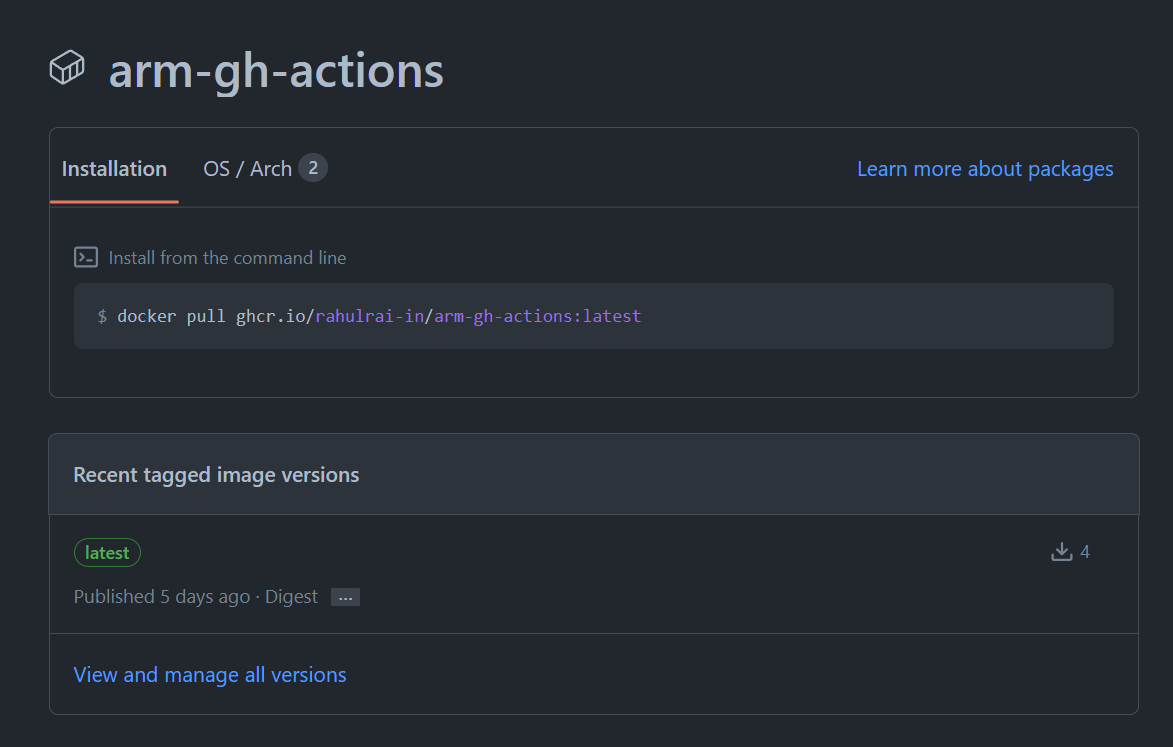 arm-gh-actions
Installation OS / Arch 2 Learn more about packages
Install from the command line
$ docker pull ghcr.io/rahulrai-in/arm-gh-actions:latest
Recent tagged image versions
latest 4
Published 5 days ago · Digest ...
View and manage all versions